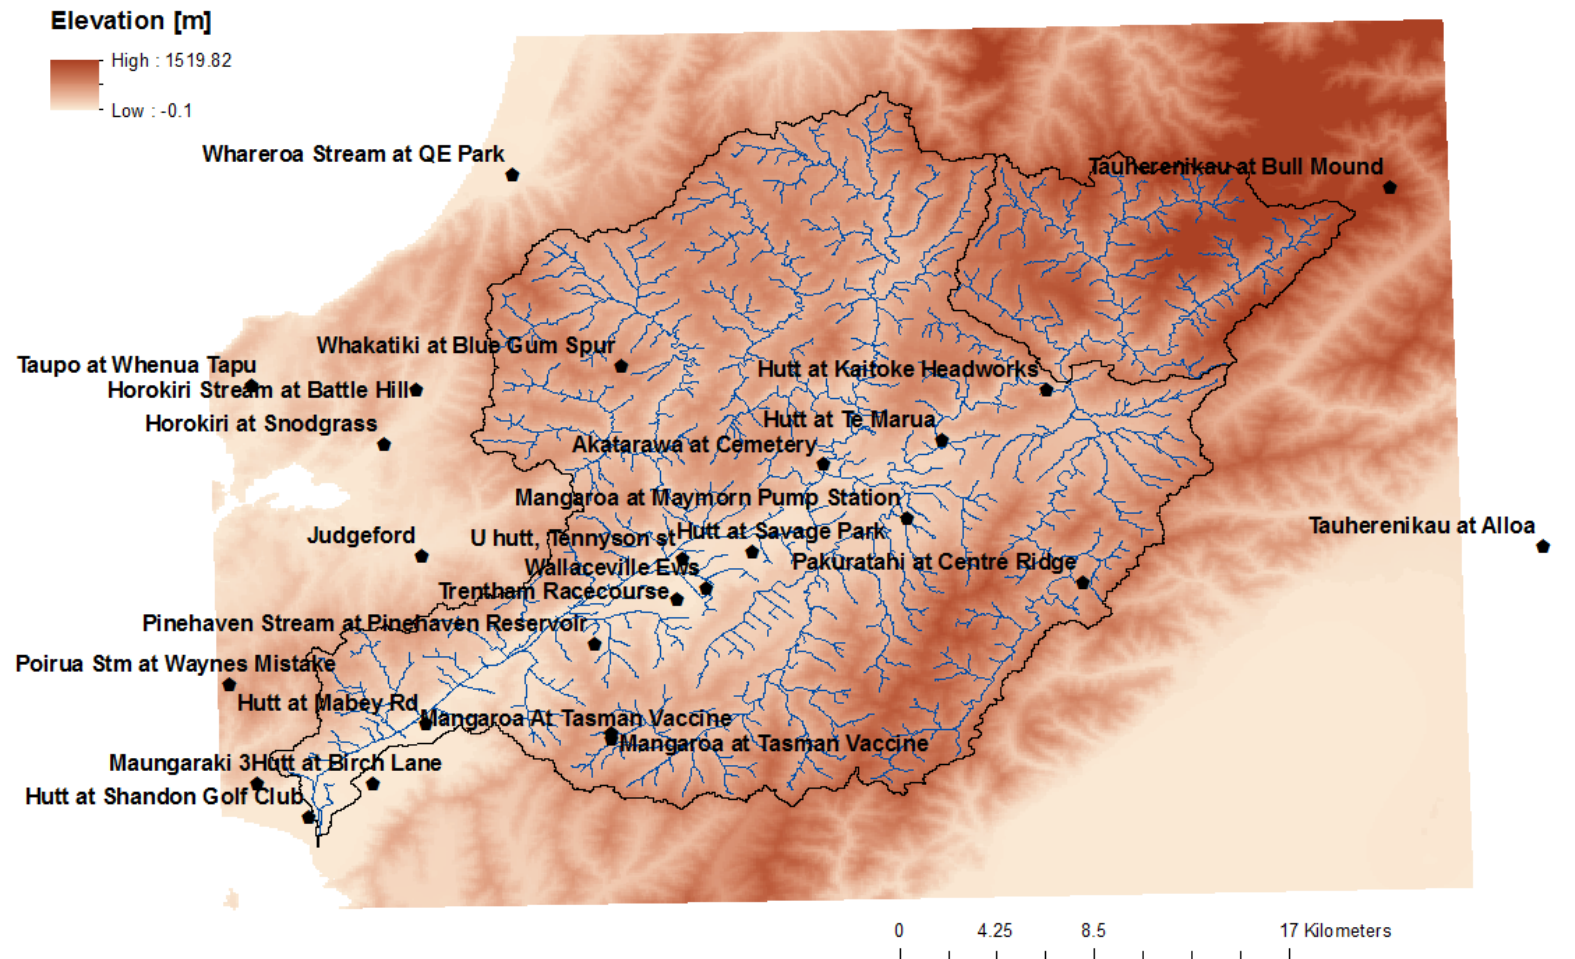 Elevation [m]
High : 1519.82
Low : -0.1
Whareroa Stream at QE Park
Tauherenikau at Bull Mound
Whakatiki at Blue Gum Spur
Taupo at Whenua Tapu
Hutt at Kaitoke Headworks
Horokiri Stream at Battle Hill
Horokiri at Snodgrass
Hutt at Te Marua
Akatarawa at Cemetery
Mangaroa at Maymorn Pump Station
Tauherenikau at Alloa
Judgeford
U hutt, Tennyson st
Hutt at Savage Park
Wallaceville Ews
Pakuratahi at Centre Ridge
Trentham Racecourse
Pinehaven Stream at Pinehaven Reservoir
Poirua Stm at Waynes Mistake
Hutt at Mabey Rd
Mangaroa At Tasman Vaccine
Mangaroa at Tasman Vaccine
Maungaraki 3
Hutt at Birch Lane
Hutt at Shandon Golf Club
0 4.25 8.5 17 Kilometers